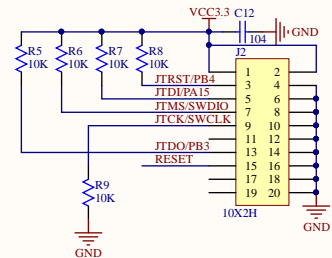 VCC3.3
C12
104
GND
R5
10K
R6
10K
R7
10K
R8
10K
J2
1 2
JTRST/PB4 3 4
JTDI/PA15 5 6
JTMS/SWDIO 7 8
JTCK/SWCLK 9 10
11 12
JTDO/PB3 13 14
RESET 15 16
17 18
19 20
R9
10K
10X2H
GND
GND